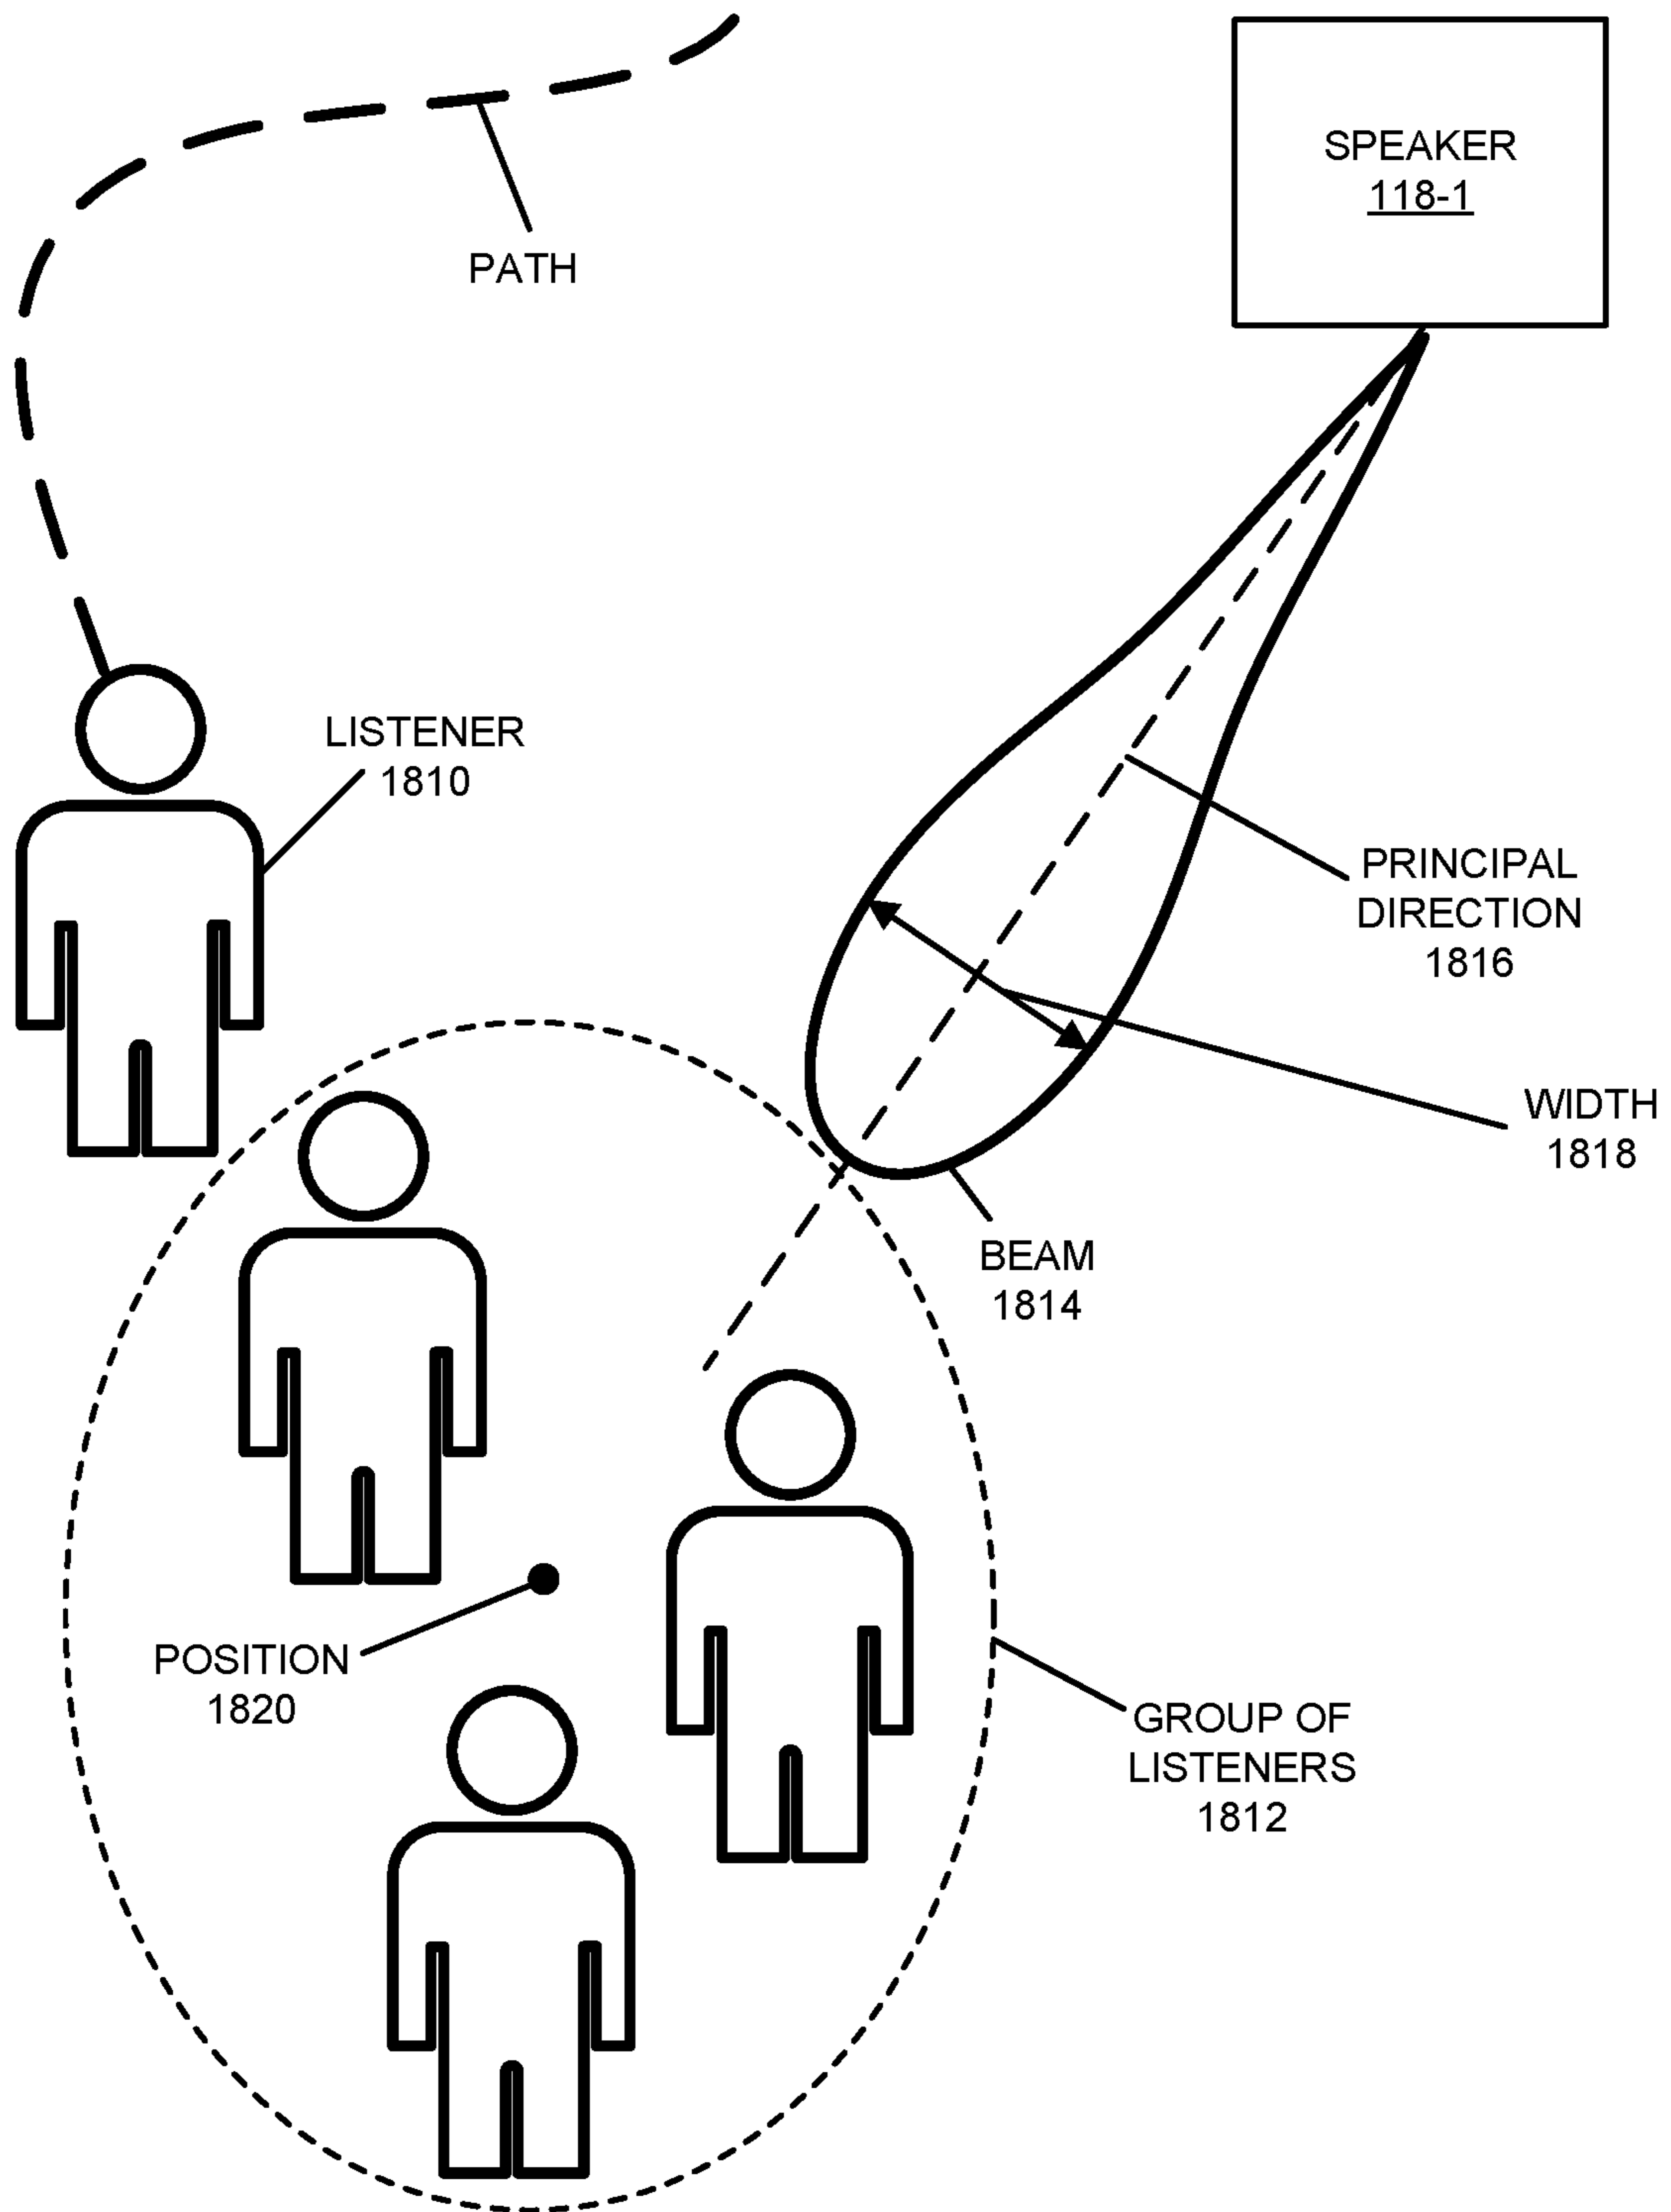 SPEAKER
118-1
PATH
LISTENER
1810
PRINCIPAL
DIRECTION
1816
WIDTH
1818
BEAM
1814
POSITION
1820
GROUP OF
LISTENERS
1812